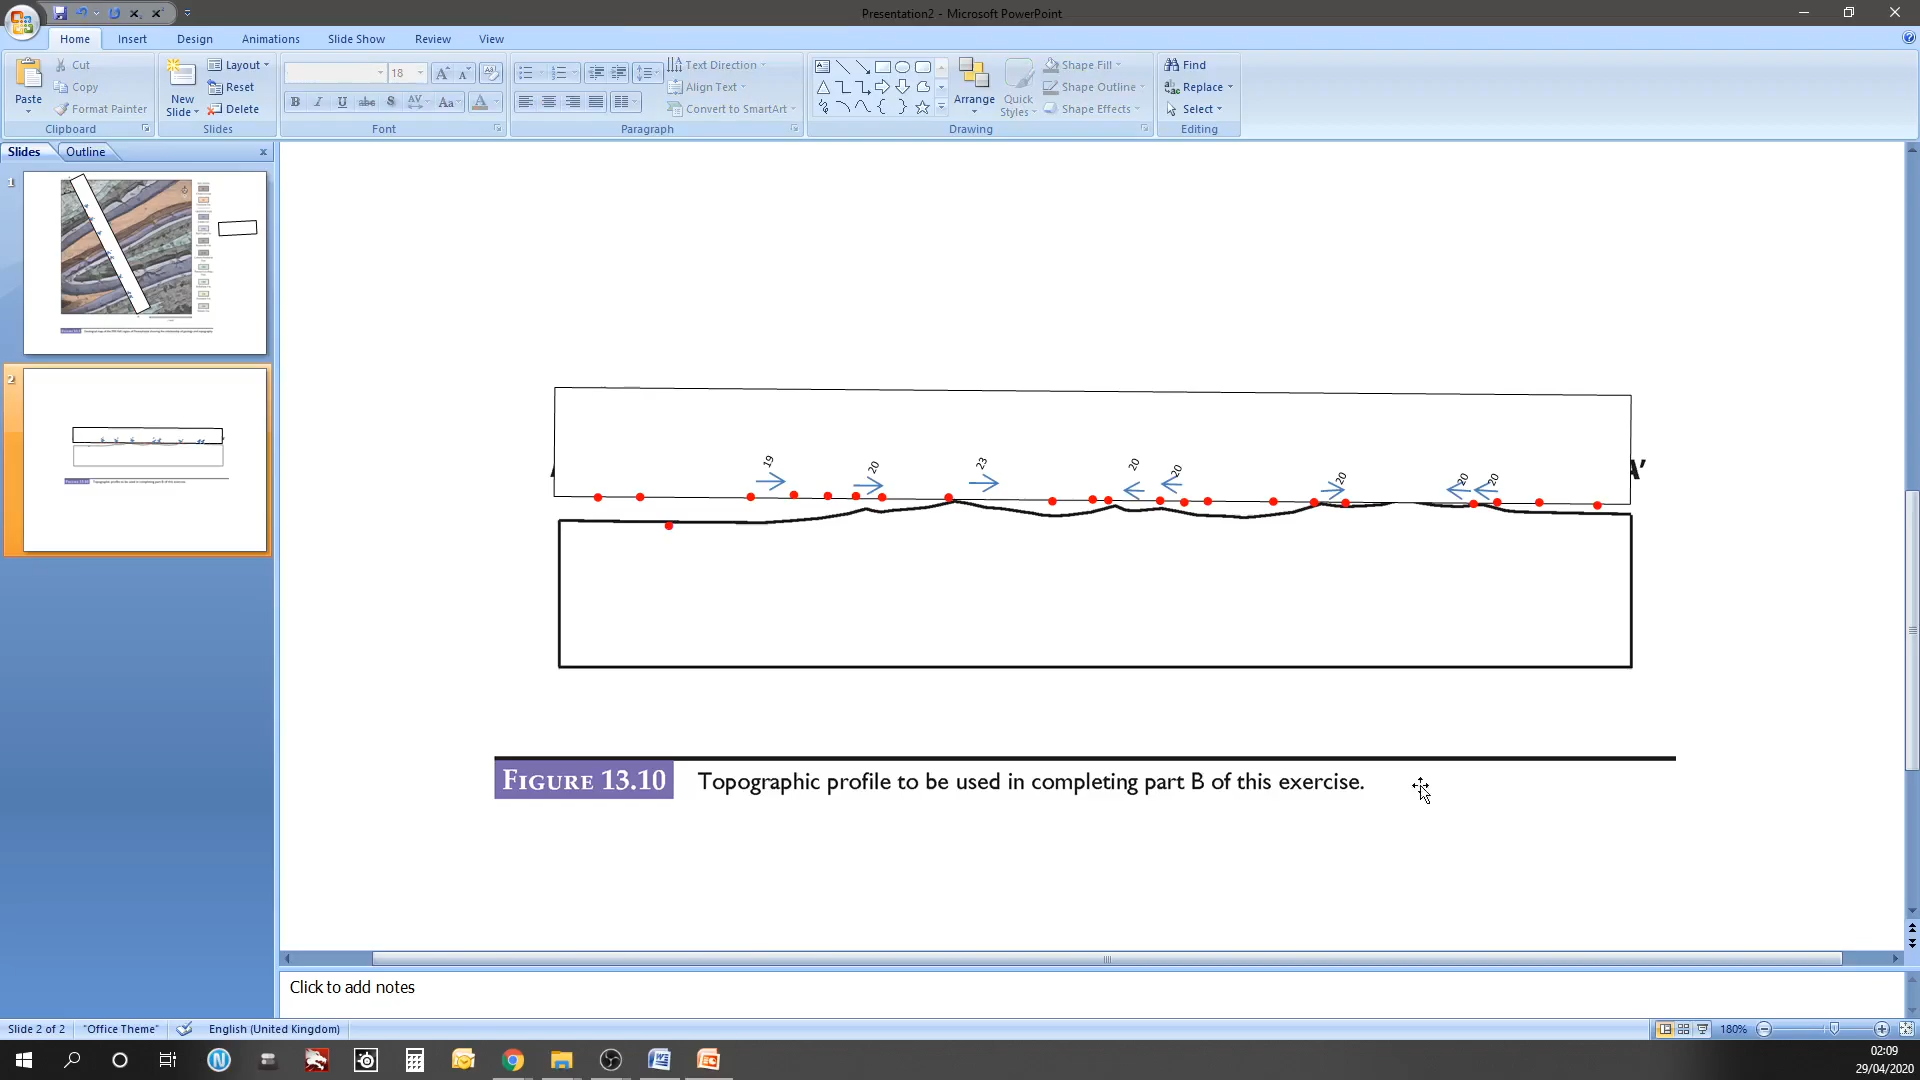 Presentation2 - Microsoft PowerPoint
Home Insert Design Animations Slide Show Review View
Cut
Copy
Format Painter
Paste
Clipboard
New Slide
Layout
Reset
Delete
Slides
18
Font
Text Direction
Align Text
Convert to SmartArt
Paragraph
Arrange
Quick Styles
Shape Fill
Shape Outline
Shape Effects
Drawing
Find
Replace
Select
Editing
Slides Outline
1
2
19 20 23 20 20 20 20 20
A'
FIGURE 13.10 Topographic profile to be used in completing part B of this exercise.
Click to add notes
Slide 2 of 2 "Office Theme" English (United Kingdom) 180%
02:09
29/04/2020